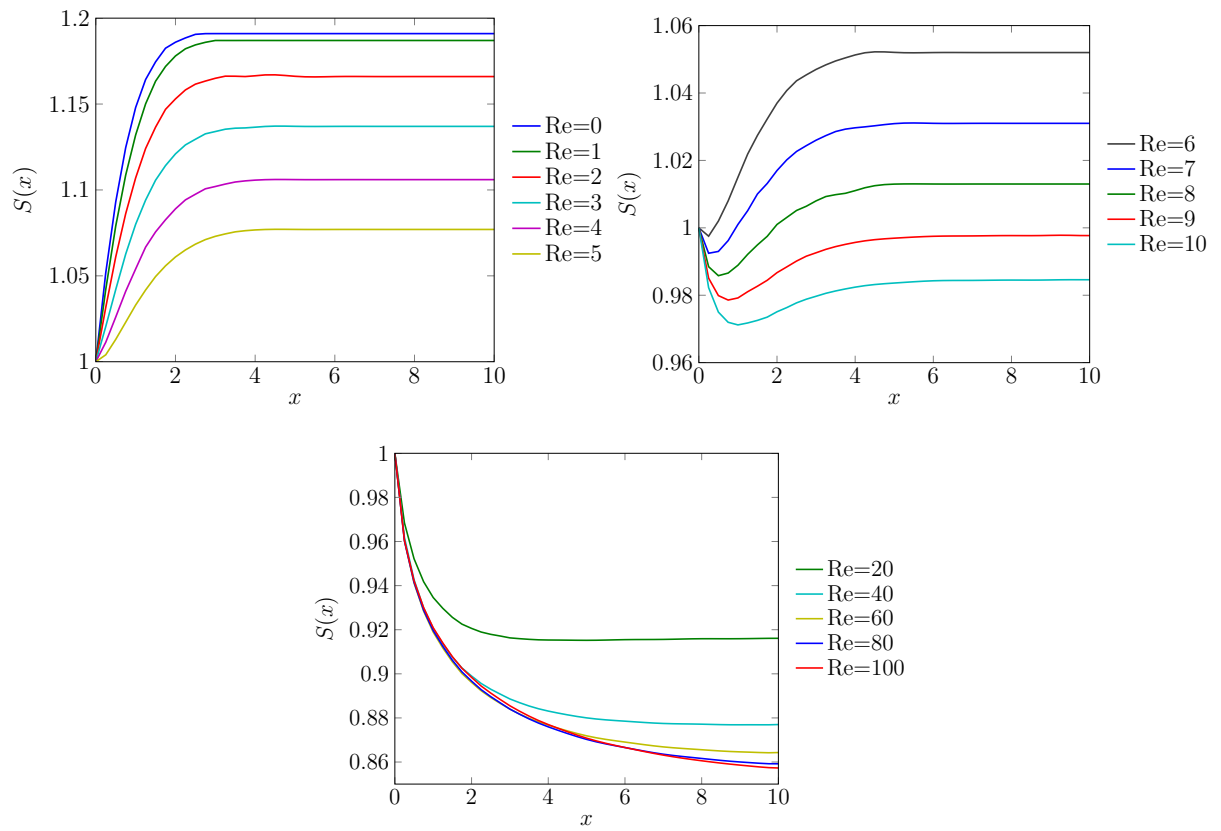 1.2
1.15
1.1
1.05
1
S(x)
0 2 4 6 8 10
x
Re=0
Re=1
Re=2
Re=3
Re=4
Re=5
1.06
1.04
1.02
1
0.98
0.96
S(x)
0 2 4 6 8 10
x
Re=6
Re=7
Re=8
Re=9
Re=10
1
0.98
0.96
0.94
0.92
0.9
0.88
0.86
S(x)
0 2 4 6 8 10
x
Re=20
Re=40
Re=60
Re=80
Re=100